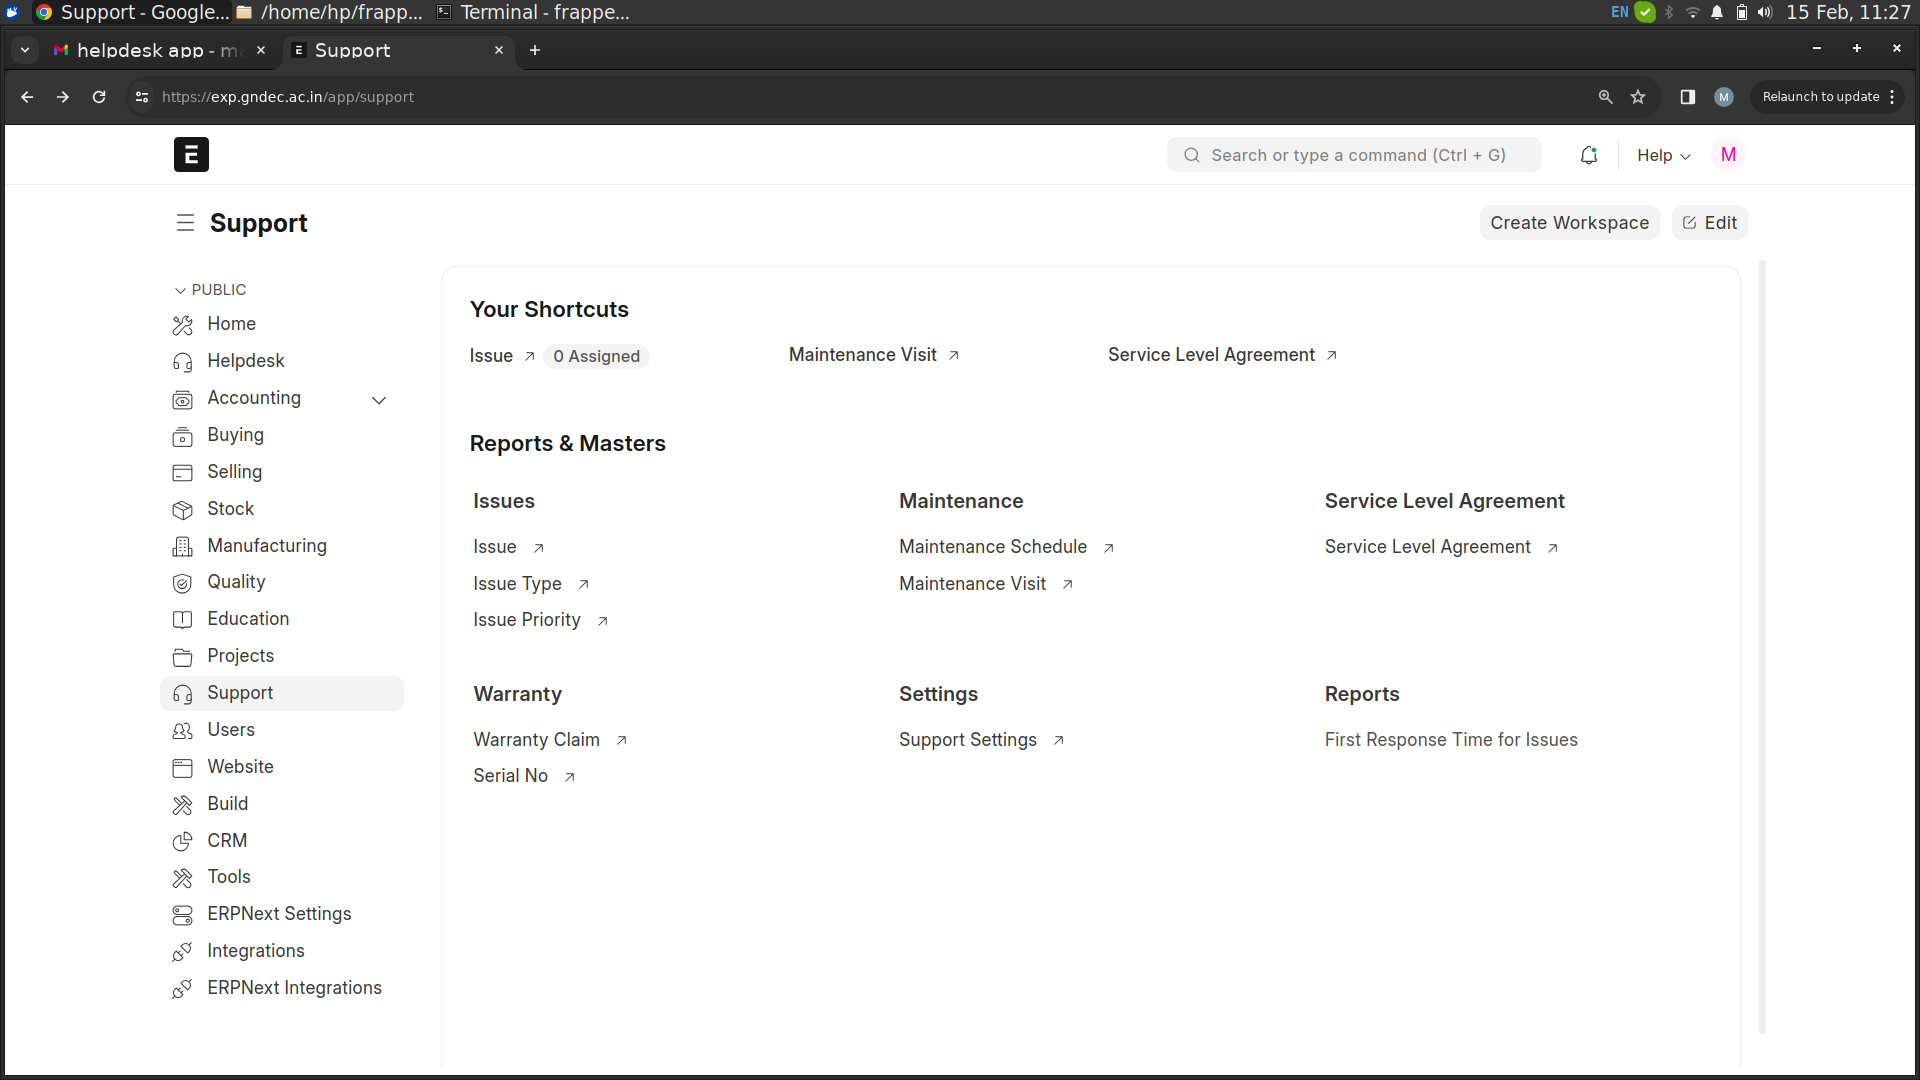 Support - Google... /home/hp/frapp... Terminal - frappe... EN 15 Feb, 11:27
helpdesk app - m Support
https://exp.gndec.ac.in/app/support M Relaunch to update
E Search or type a command (Ctrl + G) Help M
Support Create Workspace Edit
PUBLIC
Home
Helpdesk
Accounting
Buying
Selling
Stock
Manufacturing
Quality
Education
Projects
Support
Users
Website
Build
CRM
Tools
ERPNext Settings
Integrations
ERPNext Integrations
Your Shortcuts
Issue 0 Assigned Maintenance Visit Service Level Agreement
Reports & Masters
Issues
Issue
Issue Type
Issue Priority
Maintenance
Maintenance Schedule
Maintenance Visit
Service Level Agreement
Service Level Agreement
Warranty
Warranty Claim
Serial No
Settings
Support Settings
Reports
First Response Time for Issues